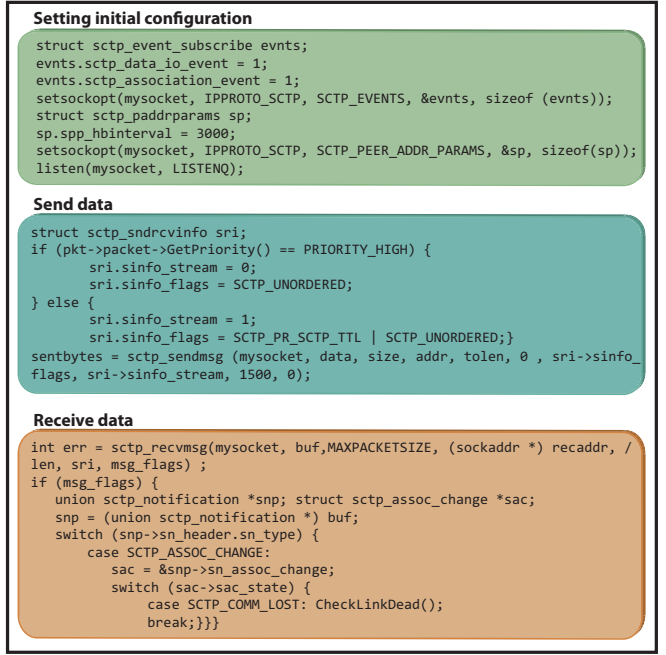 Setting initial configuration
struct sctp_event_subscribe evnts;
evnts.sctp_data_io_event = 1;
evnts.sctp_association_event = 1;
setsockopt(mysocket, IPPROTO_SCTP, SCTP_EVENTS, &evnts, sizeof (evnts));
struct sctp_paddrparams sp;
sp.spp_hbinterval = 3000;
setsockopt(mysocket, IPPROTO_SCTP, SCTP_PEER_ADDR_PARAMS, &sp, sizeof(sp));
listen(mysocket, LISTENQ);
Send data
struct sctp_sndrcvinfo sri;
if (pkt->packet->GetPriority() == PRIORITY_HIGH) {
sri.sinfo_stream = 0;
sri.sinfo_flags = SCTP_UNORDERED;
} else {
sri.sinfo_stream = 1;
sri.sinfo_flags = SCTP_PR_SCTP_TTL | SCTP_UNORDERED;}
sentbytes = sctp_sendmsg (mysocket, data, size, addr, tolen, 0 , sri->sinfo_
flags, sri->sinfo_stream, 1500, 0);
Receive data
int err = sctp_recvmsg(mysocket, buf,MAXPACKETSIZE, (sockaddr *) recaddr, /
len, sri, msg_flags) ;
if (msg_flags) {
union sctp_notification *snp; struct sctp_assoc_change *sac;
snp = (union sctp_notification *) buf;
switch (snp->sn_header.sn_type) {
case SCTP_ASSOC_CHANGE:
sac = &snp->sn_assoc_change;
switch (sac->sac_state) {
case SCTP_COMM_LOST: CheckLinkDead();
break;}}}